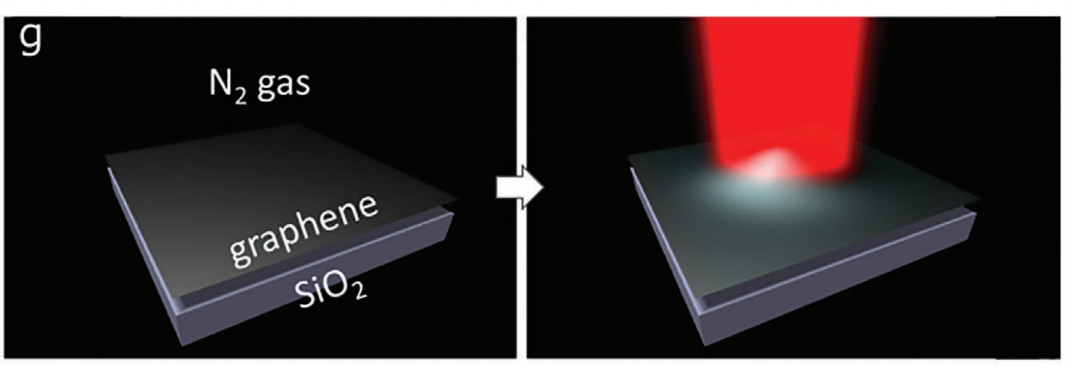 g
N₂ gas
graphene
SiO₂